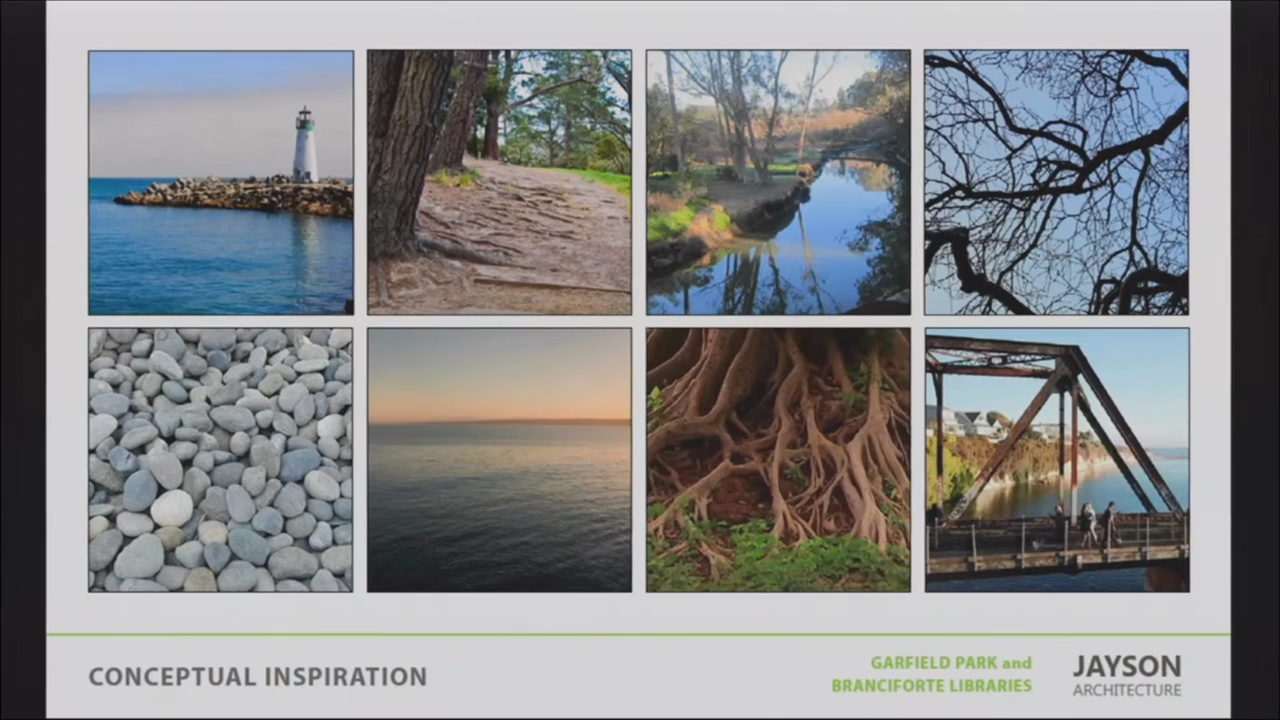 CONCEPTUAL INSPIRATION
GARFIELD PARK and
BRANCIFORTE LIBRARIES
JAYSON
ARCHITECTURE